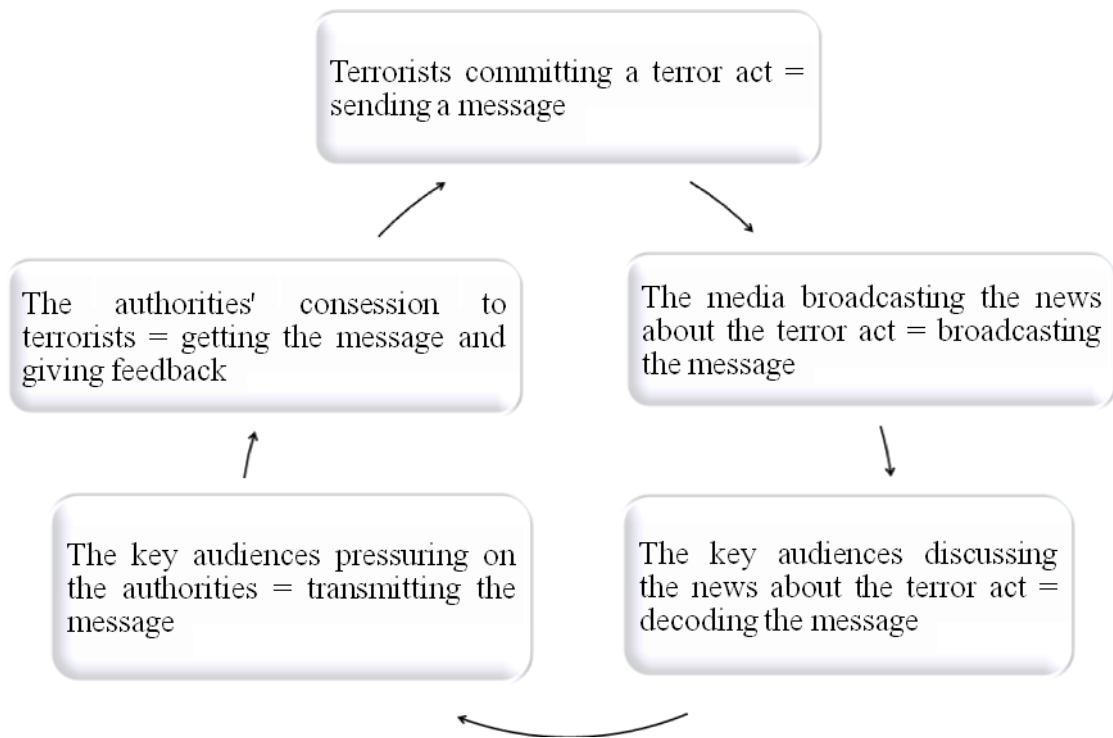 Terrorists committing a terror act =
sending a message
The media broadcasting the news
about the terror act = broadcasting
the message
The key audiences discussing
the news about the terror act =
decoding the message
The key audiences pressuring on
the authorities = transmitting the
message
The authorities' consession to
terrorists = getting the message and
giving feedback